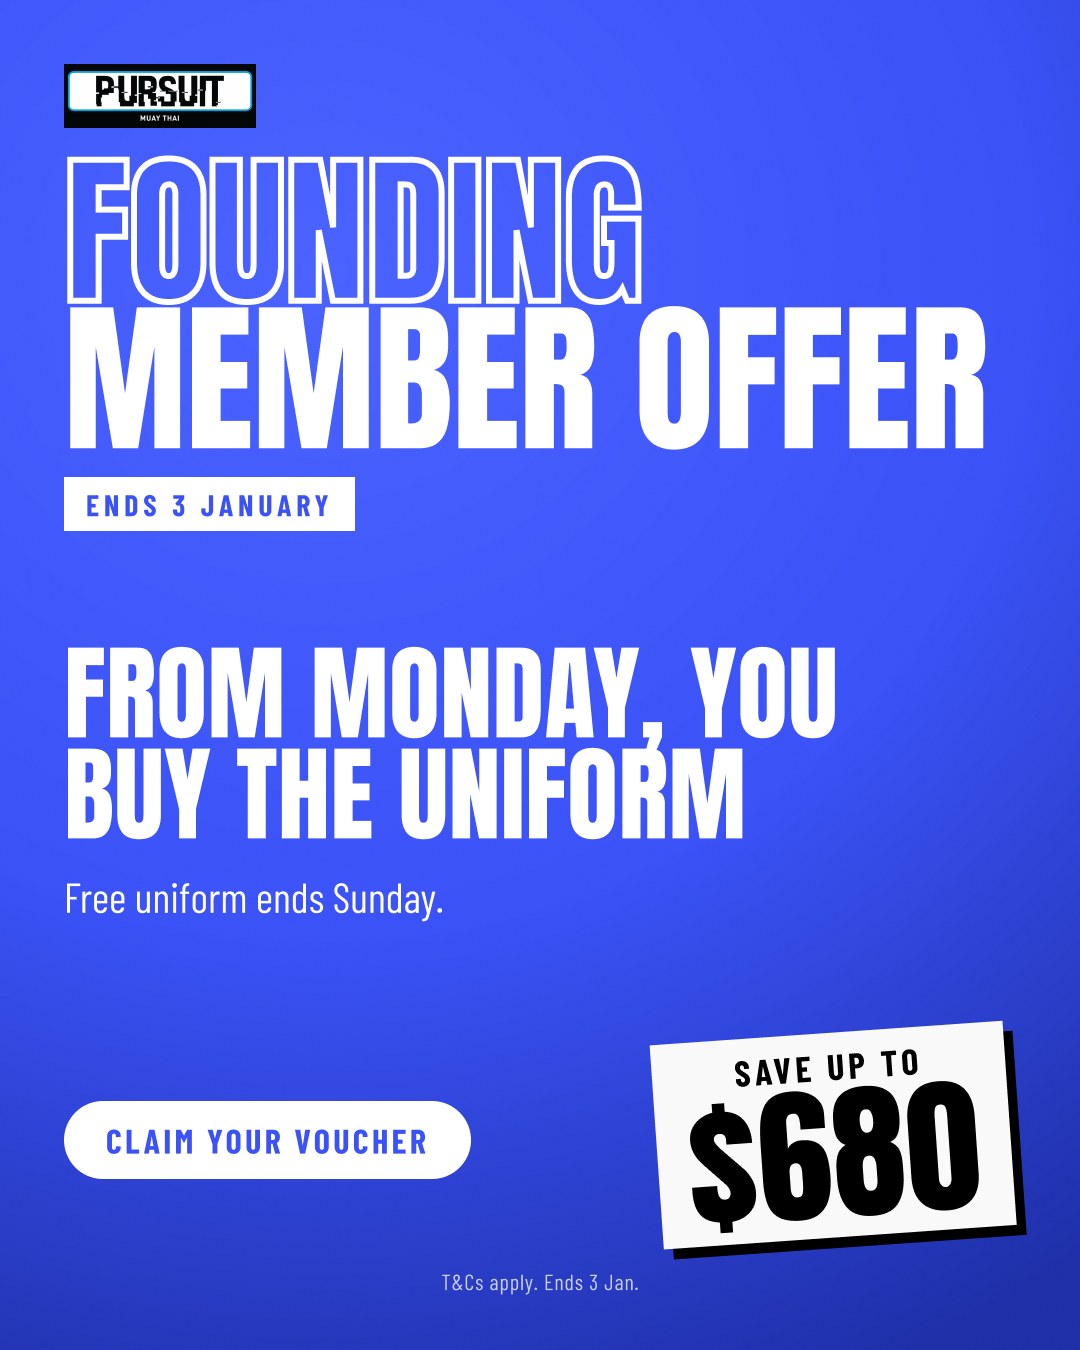 PURSUIT
MUAY THAI
FOUNDING
MEMBER OFFER
ENDS 3 JANUARY
FROM MONDAY, YOU
BUY THE UNIFORM
Free uniform ends Sunday.
CLAIM YOUR VOUCHER
SAVE UP TO
$680
T&Cs apply. Ends 3 Jan.